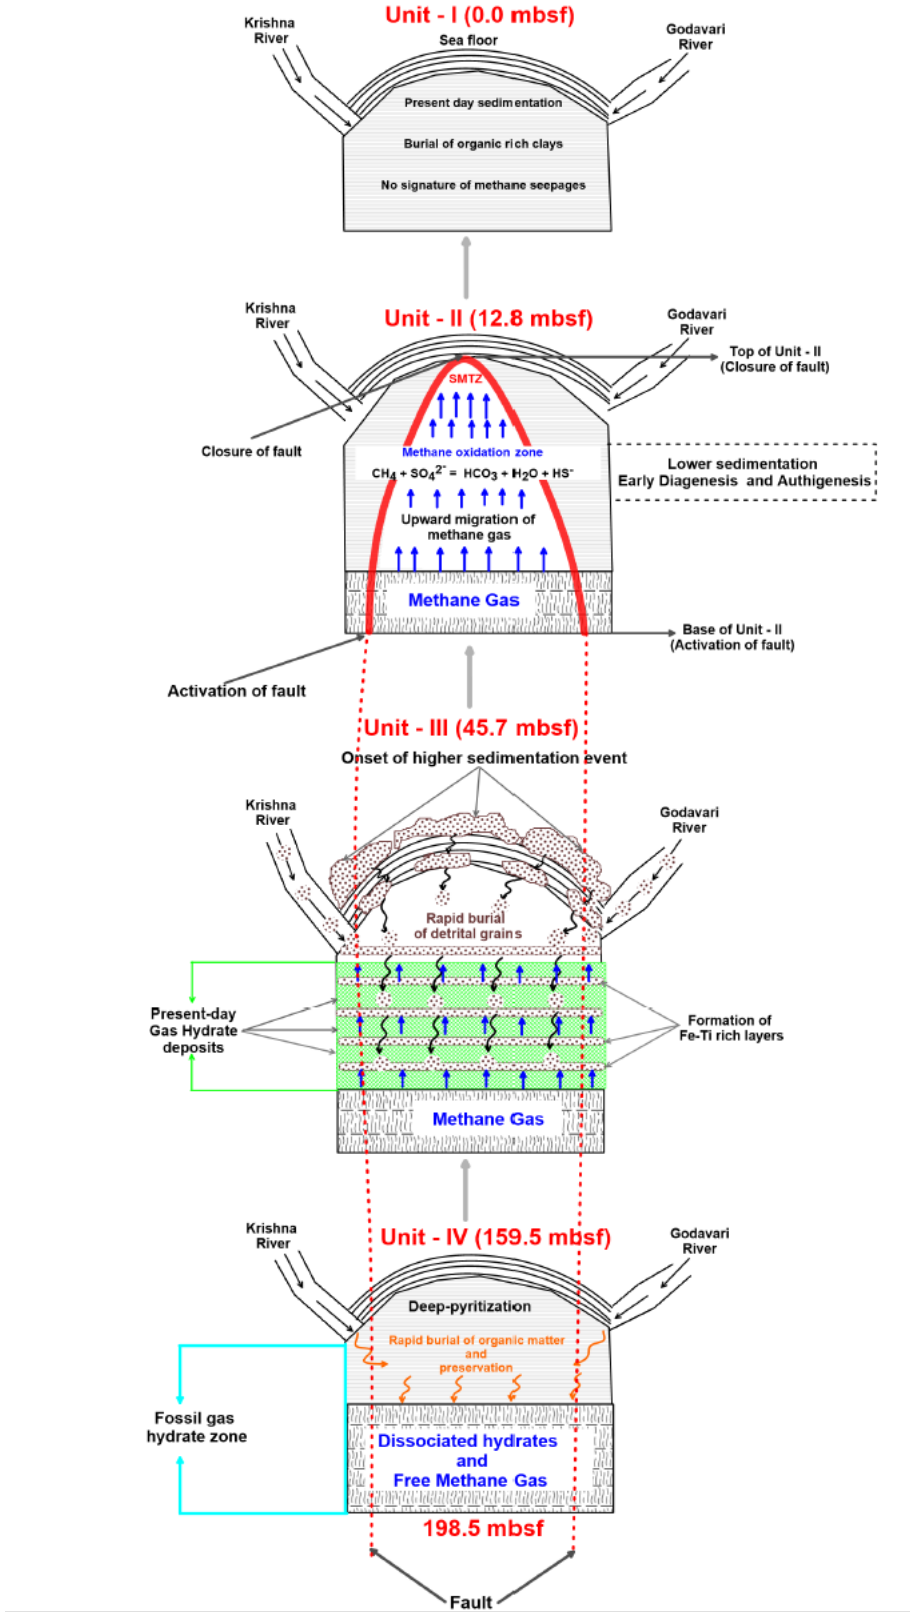 Unit - I (0.0 mbsf)
Krishna
River
Sea floor
Godavari
River
Present day sedimentation
Burial of organic rich clays
No signature of methane seepages
Krishna
River
Unit - II (12.8 mbsf)
Godavari
River
Top of Unit - II
(Closure of fault)
SMTZ
Closure of fault
Methane oxidation zone
CH4 + SO4 2- = HCO3 + H2O + HS-
Lower sedimentation
Early Diagenesis and Authigenesis
Upward migration of
methane gas
Methane Gas
Base of Unit - II
(Activation of fault)
Activation of fault
Unit - III (45.7 mbsf)
Onset of higher sedimentation event
Krishna
River
Godavari
River
Rapid burial
of detrital grains
Present-day
Gas Hydrate
deposits
Formation of
Fe-Ti rich layers
Methane Gas
Krishna
River
Unit - IV (159.5 mbsf)
Godavari
River
Deep-pyritization
Rapid burial of organic matter
and
preservation
Fossil gas
hydrate zone
Dissociated hydrates
and
Free Methane Gas
198.5 mbsf
Fault